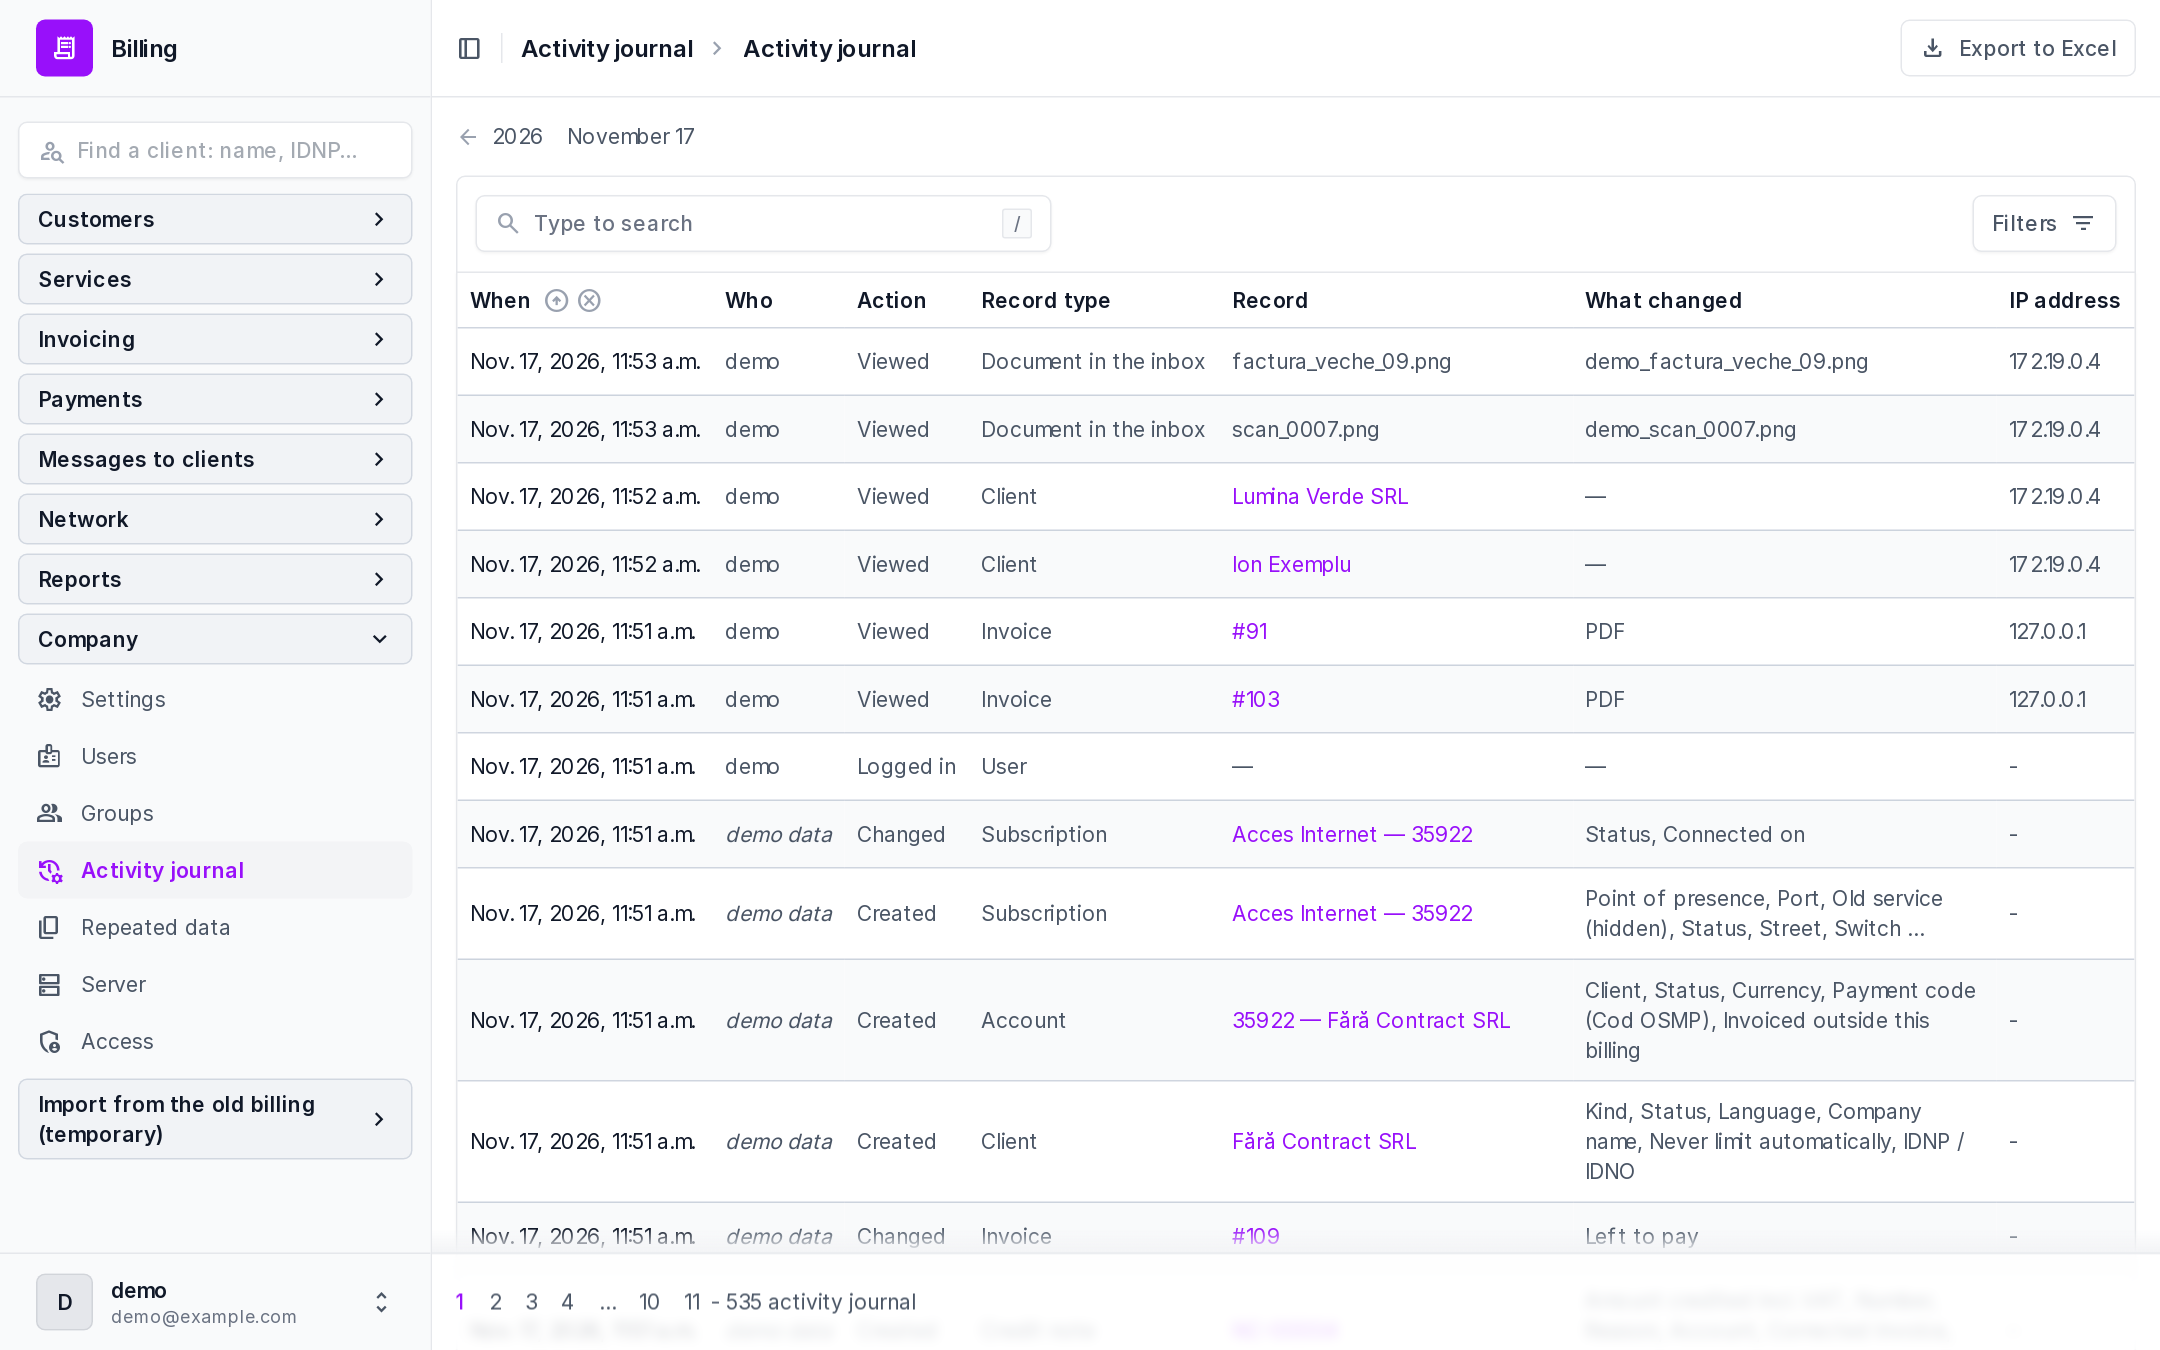 Billing
Activity journal > Activity journal
Export to Excel
Find a client: name, IDNP...
Customers
Services
Invoicing
Payments
Messages to clients
Network
Reports
Company
Settings
Users
Groups
Activity journal
Repeated data
Server
Access
Import from the old billing
(temporary)
D
demo
demo@example.com
← 2026 November 17
Type to search /
Filters
When Who Action Record type Record What changed IP address
Nov. 17, 2026, 11:53 a.m. demo Viewed Document in the inbox factura_veche_09.png demo_factura_veche_09.png 172.19.0.4
Nov. 17, 2026, 11:53 a.m. demo Viewed Document in the inbox scan_0007.png demo_scan_0007.png 172.19.0.4
Nov. 17, 2026, 11:52 a.m. demo Viewed Client Lumina Verde SRL — 172.19.0.4
Nov. 17, 2026, 11:52 a.m. demo Viewed Client Ion Exemplu — 172.19.0.4
Nov. 17, 2026, 11:51 a.m. demo Viewed Invoice #91 PDF 127.0.0.1
Nov. 17, 2026, 11:51 a.m. demo Viewed Invoice #103 PDF 127.0.0.1
Nov. 17, 2026, 11:51 a.m. demo Logged in User — — -
Nov. 17, 2026, 11:51 a.m. demo data Changed Subscription Acces Internet — 35922 Status, Connected on -
Nov. 17, 2026, 11:51 a.m. demo data Created Subscription Acces Internet — 35922 Point of presence, Port, Old service
(hidden), Status, Street, Switch ... -
Nov. 17, 2026, 11:51 a.m. demo data Created Account 35922 — Fără Contract SRL Client, Status, Currency, Payment code
(Cod OSMP), Invoiced outside this
billing -
Nov. 17, 2026, 11:51 a.m. demo data Created Client Fără Contract SRL Kind, Status, Language, Company
name, Never limit automatically, IDNP /
IDNO -
Nov. 17, 2026, 11:51 a.m. demo data Changed Invoice #109 Left to pay -
1 2 3 4 ... 10 11 - 535 activity journal